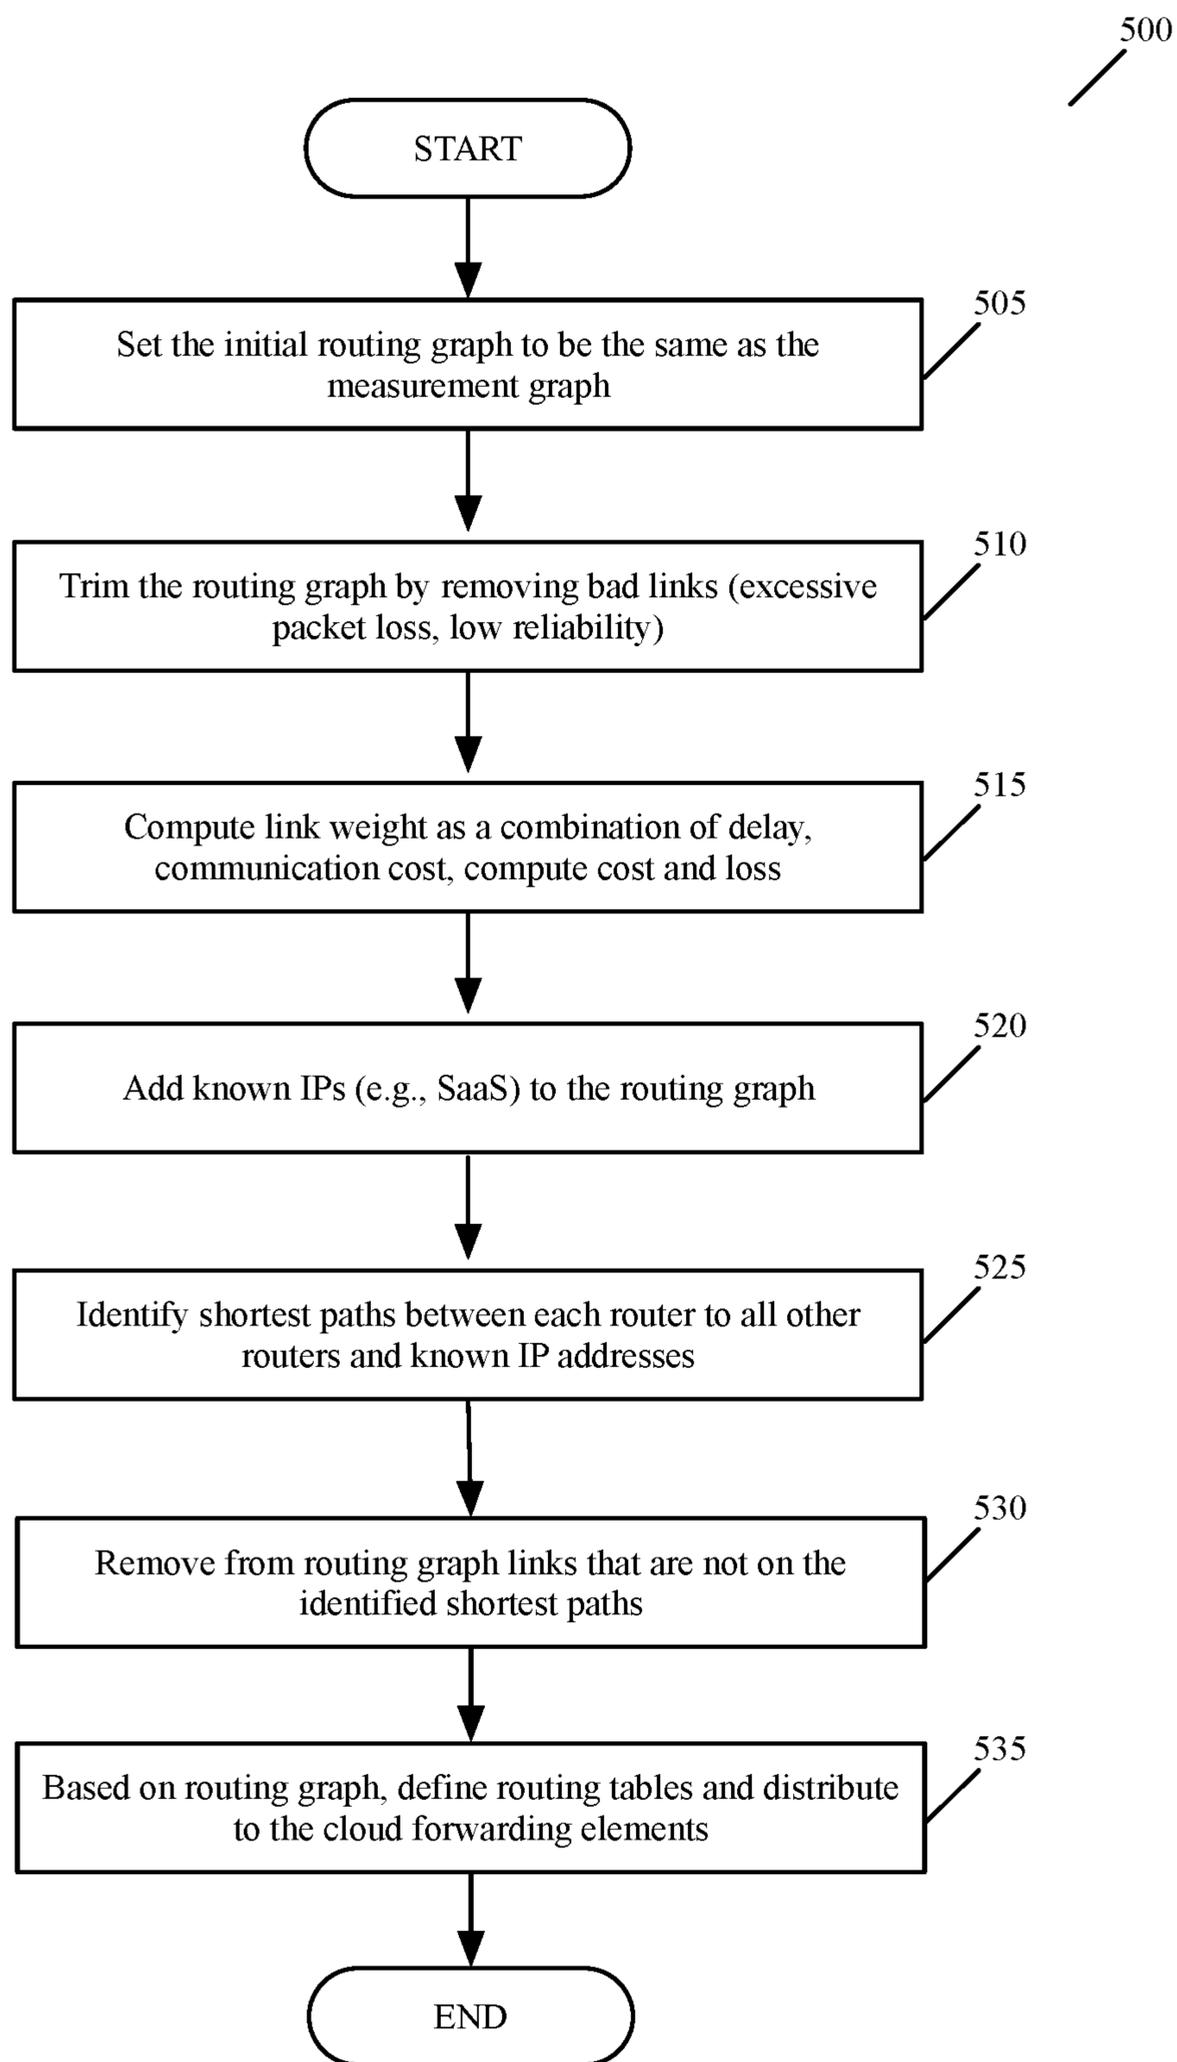 500
START
505
Set the initial routing graph to be the same as the
measurement graph
510
Trim the routing graph by removing bad links (excessive
packet loss, low reliability)
515
Compute link weight as a combination of delay,
communication cost, compute cost and loss
520
Add known IPs (e.g., SaaS) to the routing graph
525
Identify shortest paths between each router to all other
routers and known IP addresses
530
Remove from routing graph links that are not on the
identified shortest paths
535
Based on routing graph, define routing tables and distribute
to the cloud forwarding elements
END